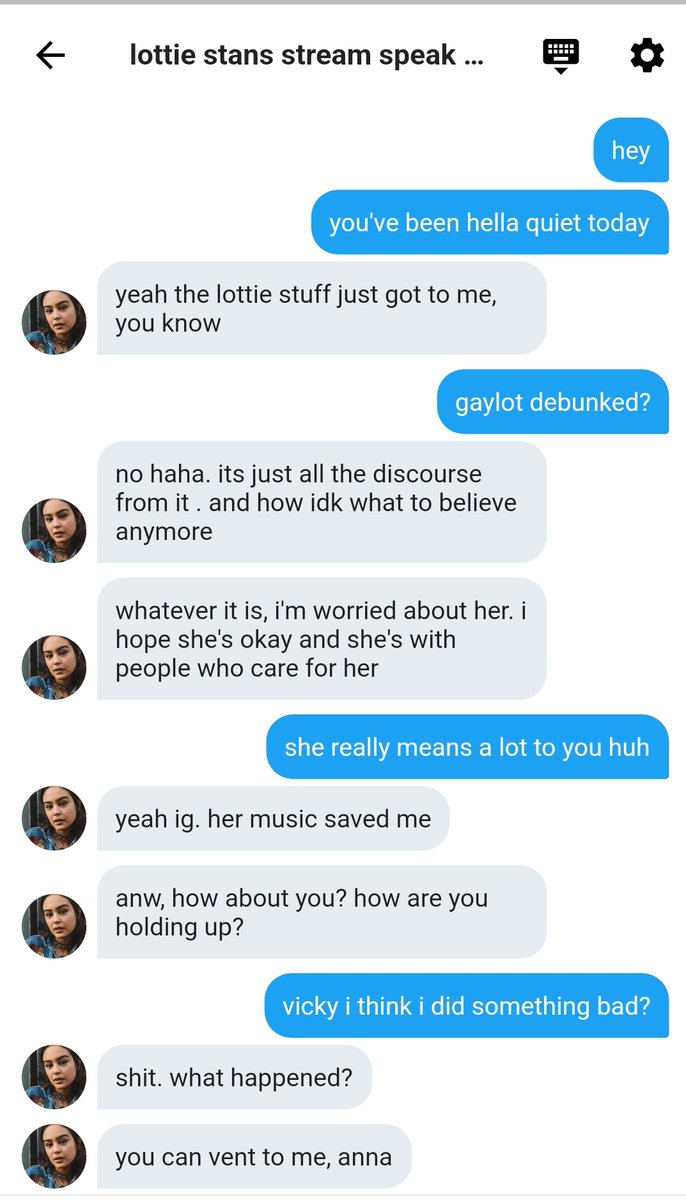 lottie stans stream speak ...
hey
you've been hella quiet today
yeah the lottie stuff just got to me,
you know
gaylot debunked?
no haha. its just all the discourse
from it . and how idk what to believe
anymore
whatever it is, i'm worried about her. i
hope she's okay and she's with
people who care for her
she really means a lot to you huh
yeah ig. her music saved me
anw, how about you? how are you
holding up?
vicky i think i did something bad?
shit. what happened?
you can vent to me, anna